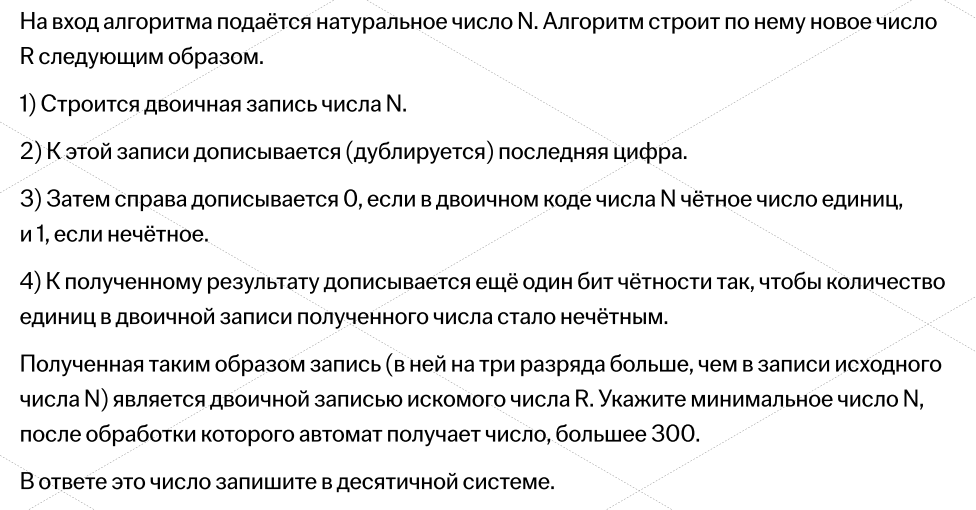 На вход алгоритма подаётся натуральное число N. Алгоритм строит по нему новое число
R следующим образом.
1) Строится двоичная запись числа N.
2) К этой записи дописывается (дублируется) последняя цифра.
3) Затем справа дописывается 0, если в двоичном коде числа N чётное число единиц,
и 1, если нечётное.
4) К полученному результату дописывается ещё один бит чётности так, чтобы количество
единиц в двоичной записи полученного числа стало нечётным.
Полученная таким образом запись (в ней на три разряда больше, чем в записи исходного
числа N) является двоичной записью искомого числа R. Укажите минимальное число N,
после обработки которого автомат получает число, большее 300.
В ответе это число запишите в десятичной системе.